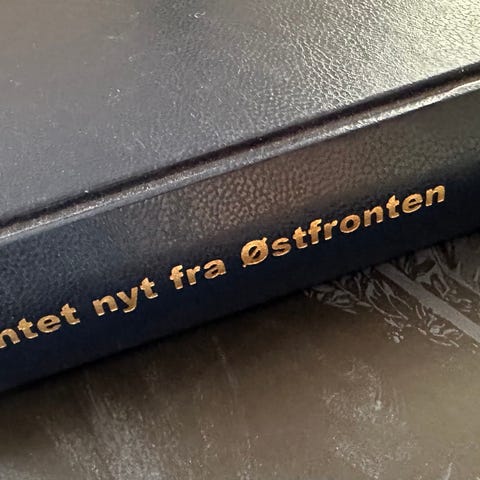 ntet nyt fra Østfronten